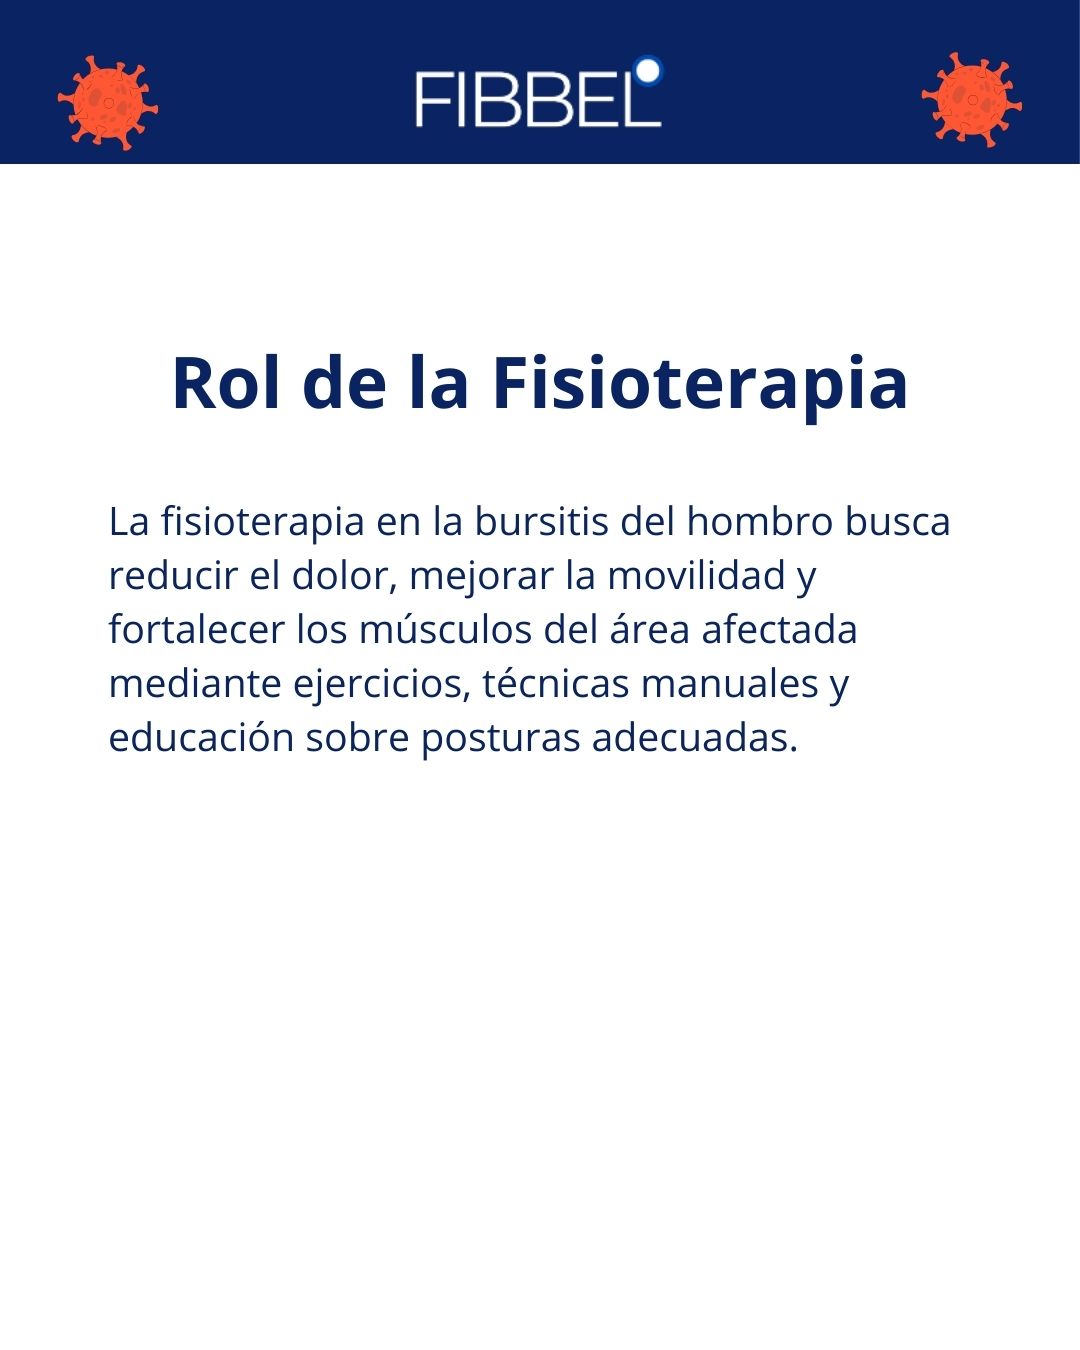 FIBBEL
Rol de la Fisioterapia
La fisioterapia en la bursitis del hombro busca
reducir el dolor, mejorar la movilidad y
fortalecer los músculos del área afectada
mediante ejercicios, técnicas manuales y
educación sobre posturas adecuadas.